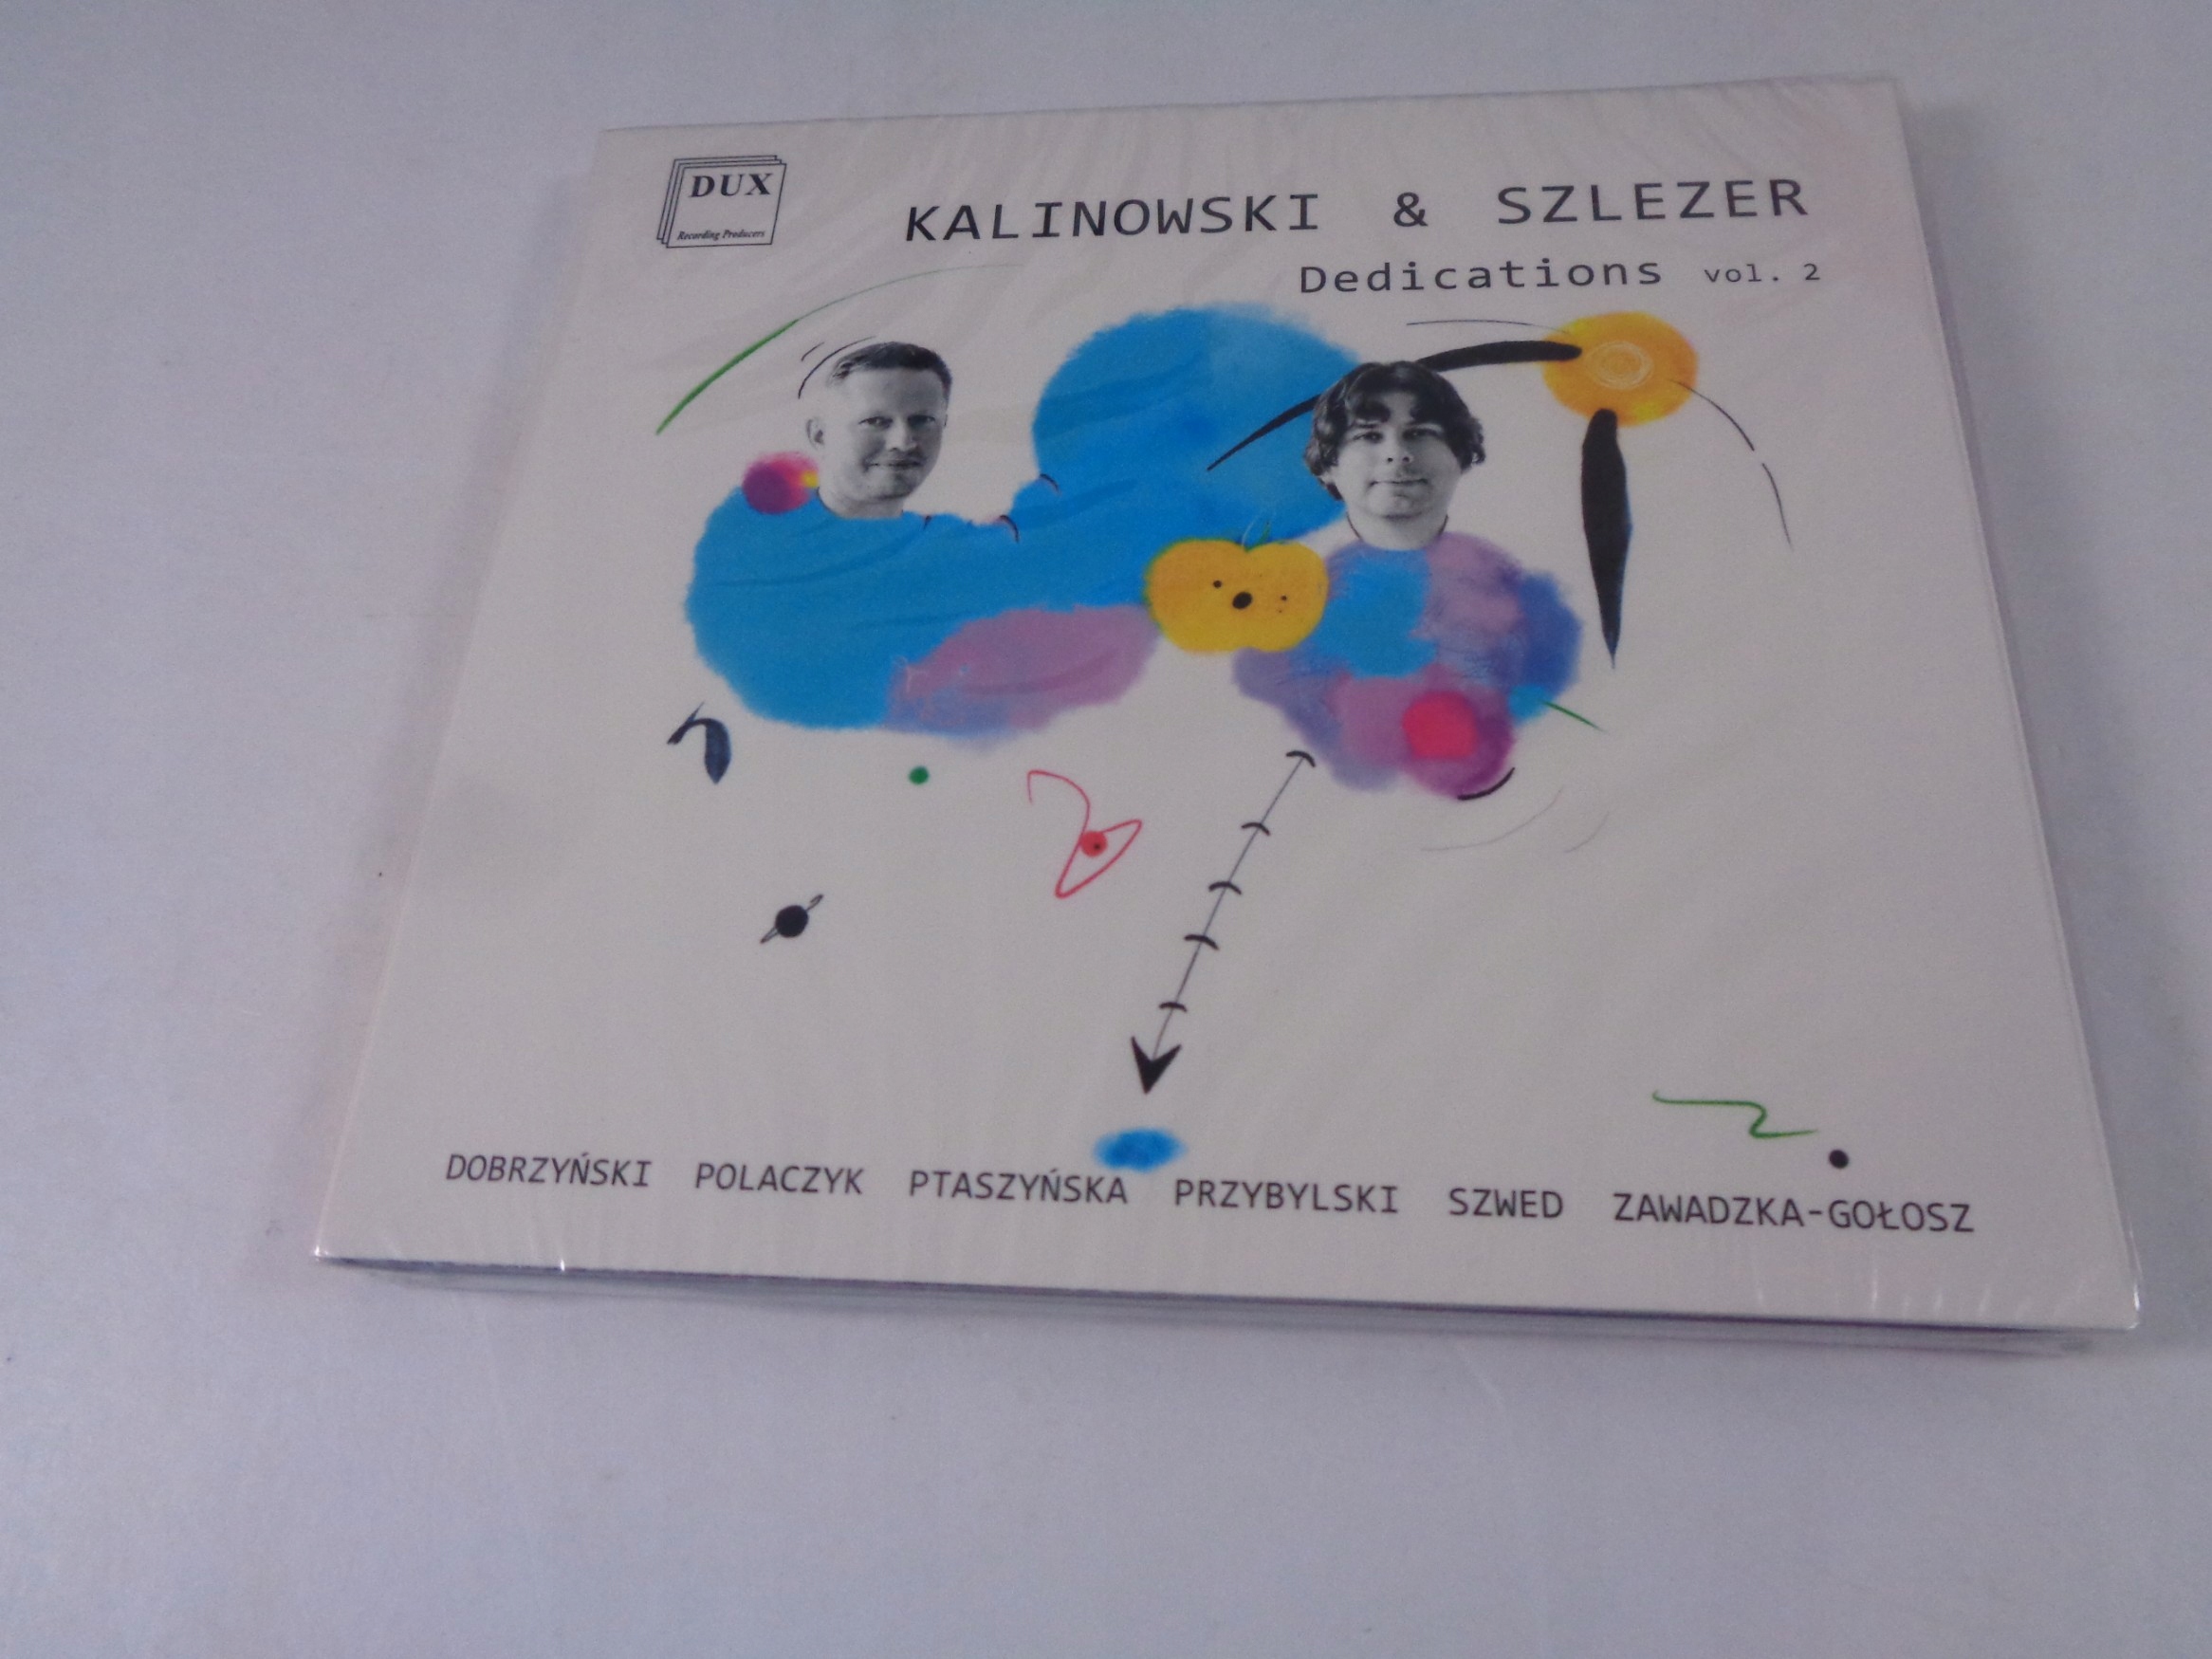 DUX
Recording Producers
KALINOWSKI & SZLEZER
Dedications vol. 2
DOBRZYŃSKI POLACZYK PTASZYŃSKA PRZYBYLSKI SZWED ZAWADZKA-GOŁOSZ